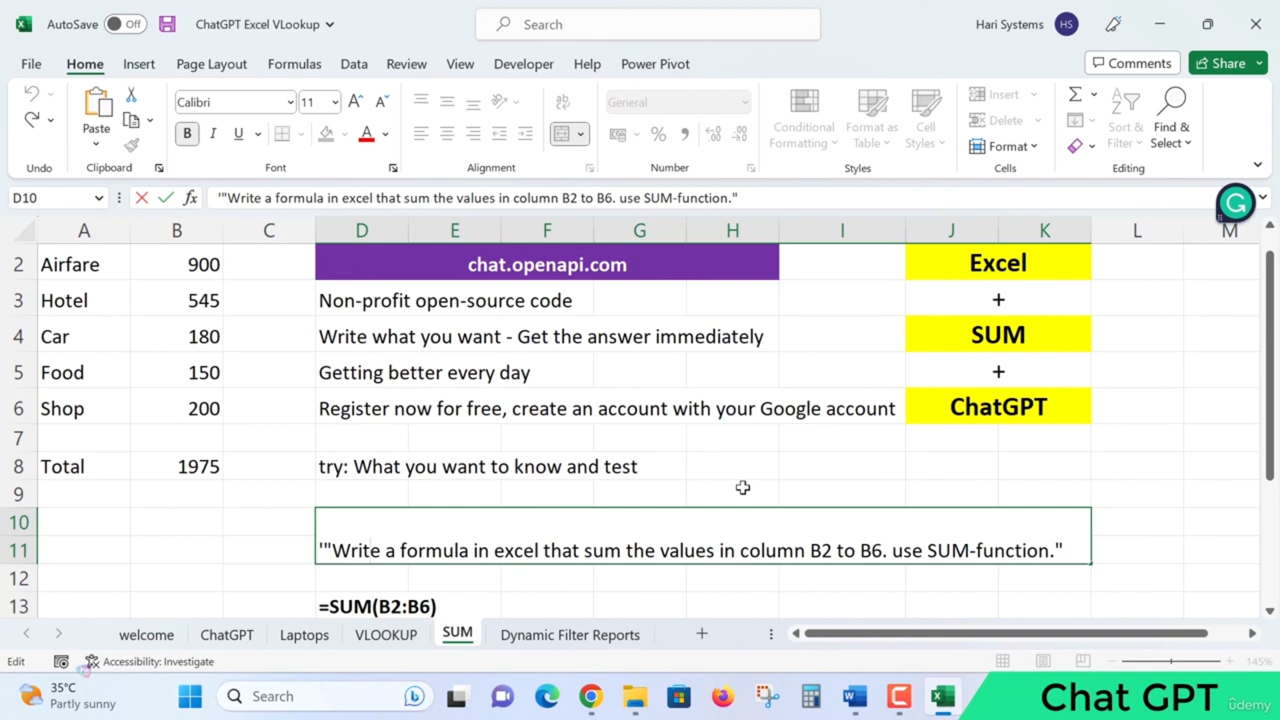 AutoSave Off ChatGPT Excel VLookup Search Hari Systems HS
File Home Insert Page Layout Formulas Data Review View Developer Help Power Pivot Comments Share
Calibri 11 A A General
Paste B I U A % Conditional Formatting Format as Table Cell Styles Insert Delete Format Sort & Filter Find & Select
Undo Clipboard Font Alignment Number Styles Cells Editing
D10 fx '"Write a formula in excel that sum the values in column B2 to B6. use SUM-function."
A B C D E F G H I J K L M
2 Airfare 900 chat.openapi.com Excel
3 Hotel 545 Non-profit open-source code +
4 Car 180 Write what you want - Get the answer immediately SUM
5 Food 150 Getting better every day +
6 Shop 200 Register now for free, create an account with your Google account ChatGPT
7
8 Total 1975 try: What you want to know and test
9
10
11 '"Write a formula in excel that sum the values in column B2 to B6. use SUM-function."
12
13 =SUM(B2:B6)
welcome ChatGPT Laptops VLOOKUP SUM Dynamic Filter Reports
Edit Accessibility: Investigate 145%
35°C
Partly sunny
Search
Chat GPT
udemy